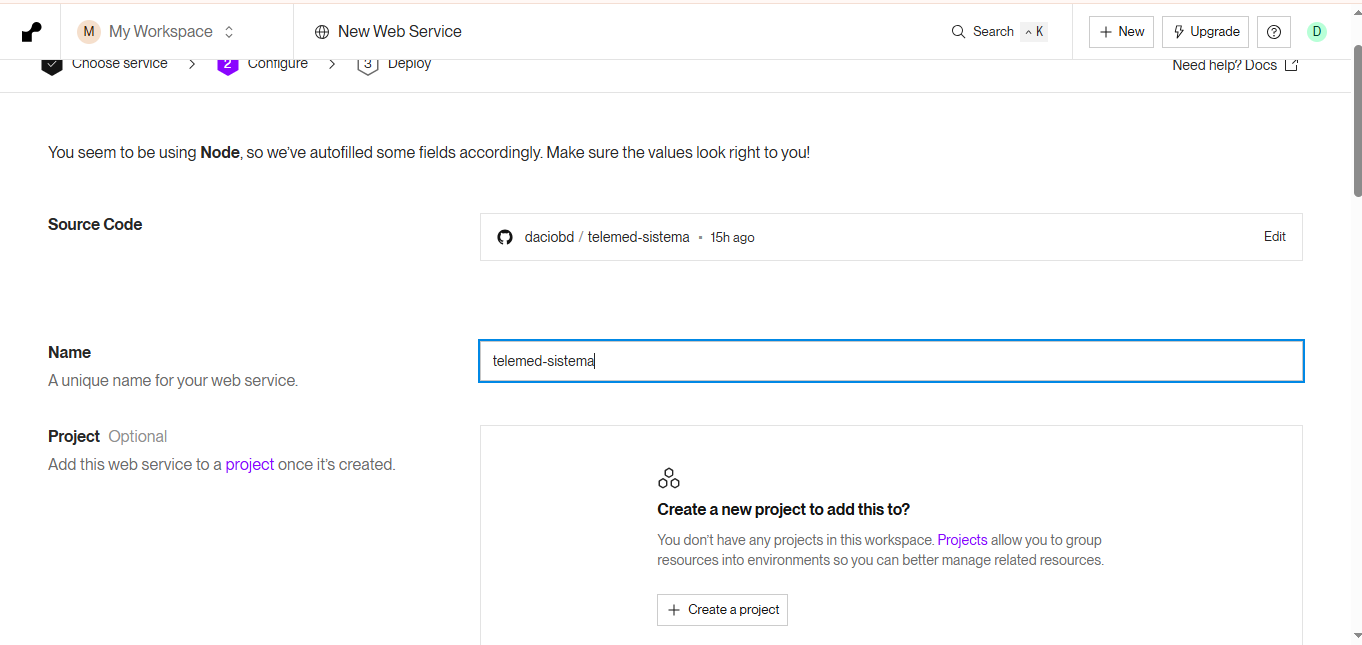 M My Workspace New Web Service Search ^ K + New Upgrade ? D
Choose service > 2 Configure > 3 Deploy Need help? Docs
You seem to be using Node, so we've autofilled some fields accordingly. Make sure the values look right to you!
Source Code
daciobd / telemed-sistema • 15h ago Edit
Name
A unique name for your web service.
telemed-sistema
Project Optional
Add this web service to a project once it's created.
Create a new project to add this to?
You don't have any projects in this workspace. Projects allow you to group
resources into environments so you can better manage related resources.
+ Create a project